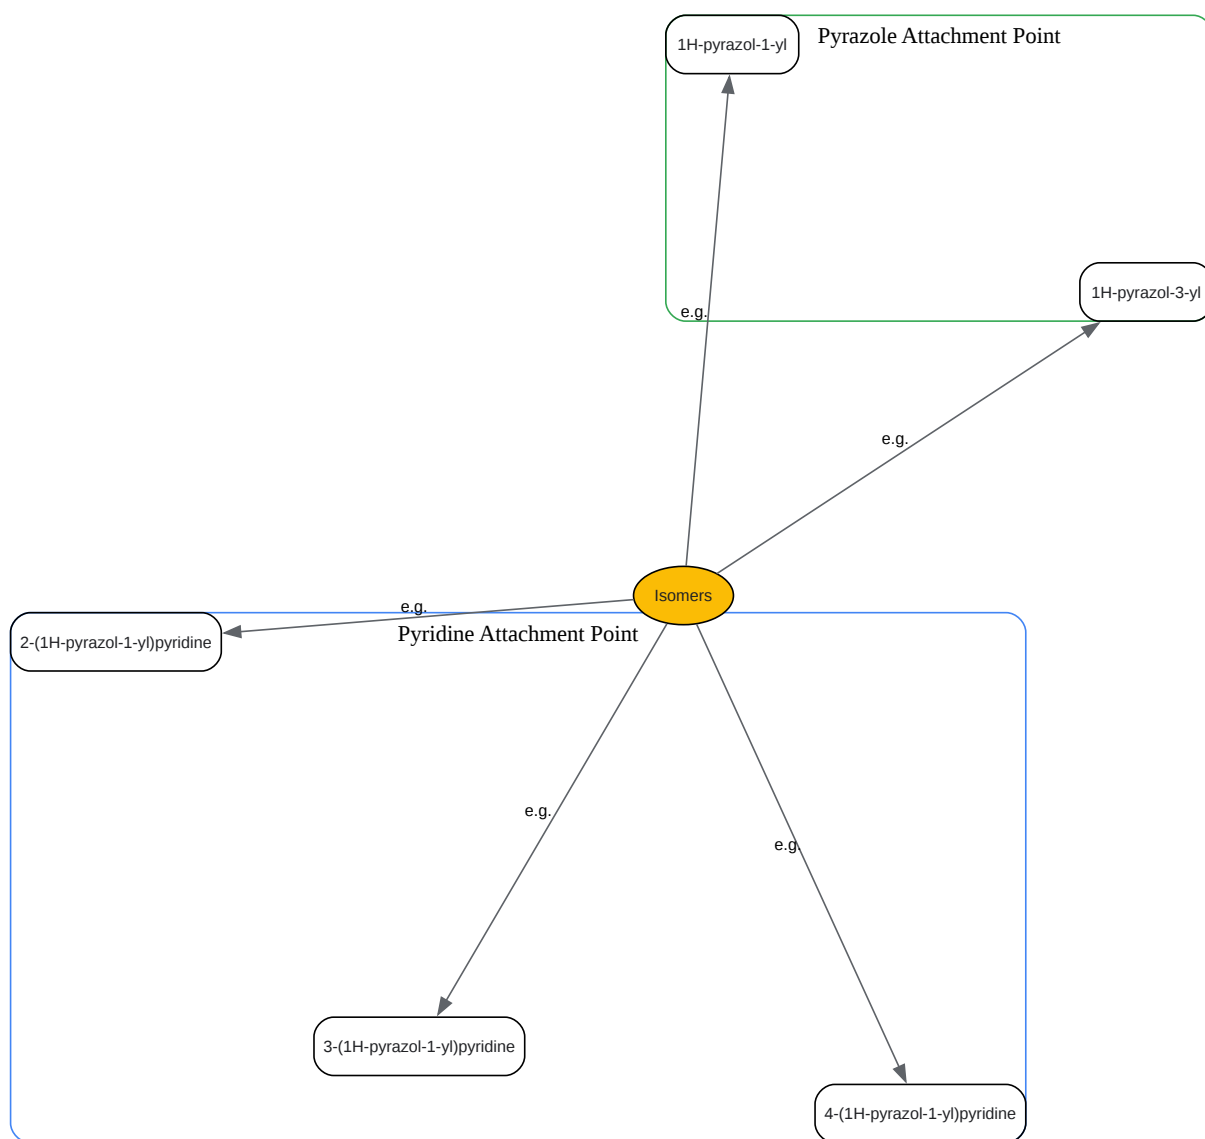 1H-pyrazol-1-yl
Pyrazole Attachment Point
1H-pyrazol-3-yl
e.g.
e.g.
Isomers
e.g.
Pyridine Attachment Point
2-(1H-pyrazol-1-yl)pyridine
e.g.
e.g.
3-(1H-pyrazol-1-yl)pyridine
4-(1H-pyrazol-1-yl)pyridine